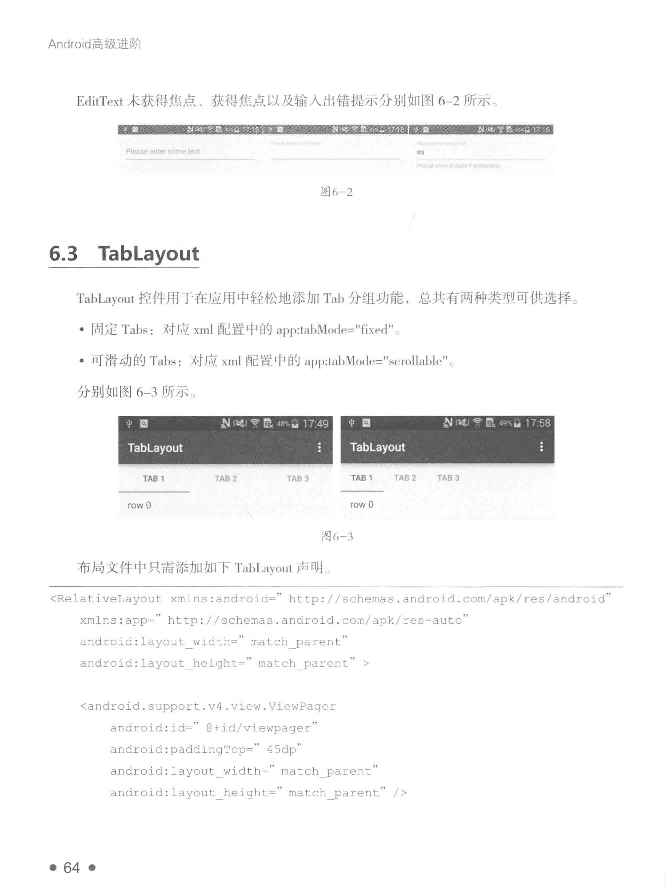 Android高级进阶
EditText 未获得焦点、获得焦点以及输入出错提示分别如图 6-2 所示。
17:15 17:15 17:16
Please enter some text
as
图6-2
6.3 TabLayout
TabLayout 控件用于在应用中轻松地添加 Tab 分组功能，总共有两种类型可供选择。
• 固定 Tabs：对应 xml 配置中的 app:tabMode="fixed"。
• 可滑动的 Tabs：对应 xml 配置中的 app:tabMode="scrollable"。
分别如图 6-3 所示。
48% 17:49 49% 17:58
TabLayout TabLayout
TAB 1 TAB 2 TAB 3 TAB 1 TAB 2 TAB 3
row 0 row 0
图6-3
布局文件中只需添加如下 TabLayout 声明。
<RelativeLayout xmlns:android=” http://schemas.android.com/apk/res/android”
xmlns:app=” http://schemas.android.com/apk/res-auto”
android:layout_width=” match_parent”
android:layout_height=” match_parent” >
<android.support.v4.view.ViewPager
android:id=” @+id/viewpager”
android:paddingTop=” 45dp”
android:layout_width=” match_parent”
android:layout_height=” match_parent” />
• 64 •